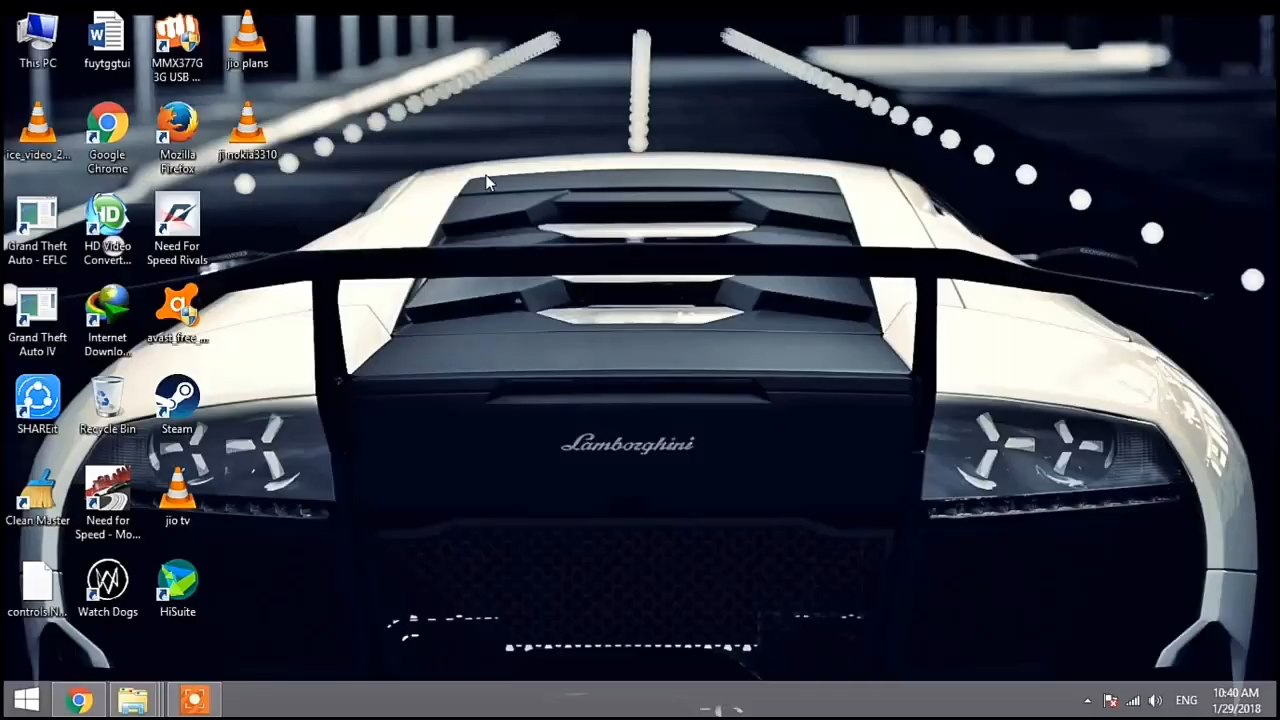 This PC
fuytggtui
MMX377G
3G USB ...
jio plans
ice_video_2...
Google
Chrome
Mozilla
Firefox
ji nokia3310
Grand Theft
Auto - EFLC
HD Video
Convert...
Need For
Speed Rivals
Grand Theft
Auto IV
Internet
Downlo...
avast_free_...
SHAREit
Recycle Bin
Steam
Lamborghini
Clean Master
Need for
Speed - Mo...
jio tv
controls.N...
Watch Dogs
HiSuite
ENG
10:40 AM
1/29/2018